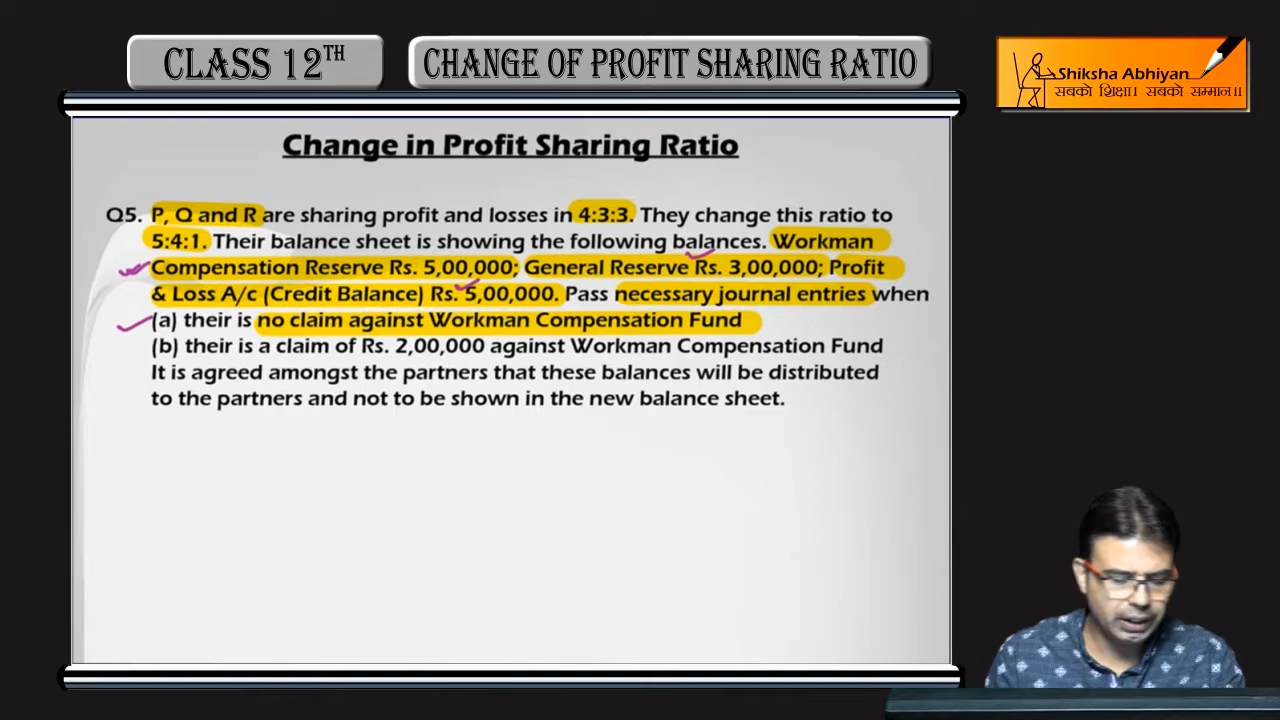 CLASS 12TH
CHANGE OF PROFIT SHARING RATIO
Shiksha Abhiyan
सबको शिक्षा। सबको सम्मान।।
Change in Profit Sharing Ratio
Q5. P, Q and R are sharing profit and losses in 4:3:3. They change this ratio to
5:4:1. Their balance sheet is showing the following balances. Workman
Compensation Reserve Rs. 5,00,000; General Reserve Rs. 3,00,000; Profit
& Loss A/c (Credit Balance) Rs. 5,00,000. Pass necessary journal entries when
(a) their is no claim against Workman Compensation Fund
(b) their is a claim of Rs. 2,00,000 against Workman Compensation Fund
It is agreed amongst the partners that these balances will be distributed
to the partners and not to be shown in the new balance sheet.